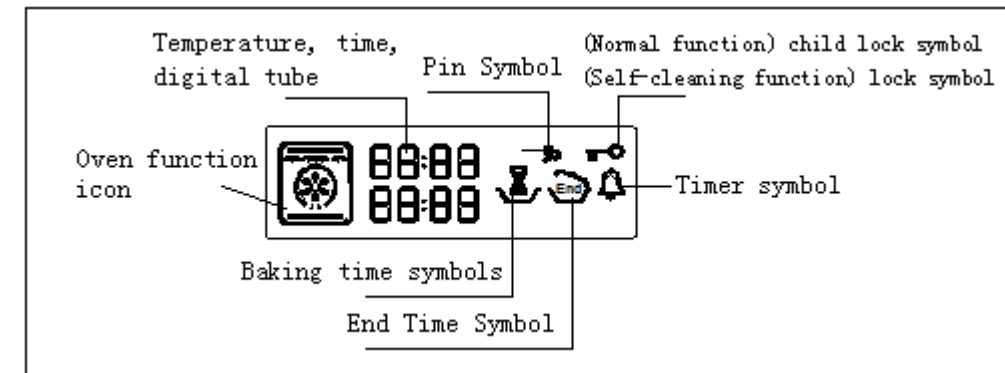 Temperature, time,
digital tube
Pin Symbol
(Normal function) child lock symbol
(Self-cleaning function) lock symbol
Oven function
icon
88:88
88:88
End
Timer symbol
Baking time symbols
End Time Symbol